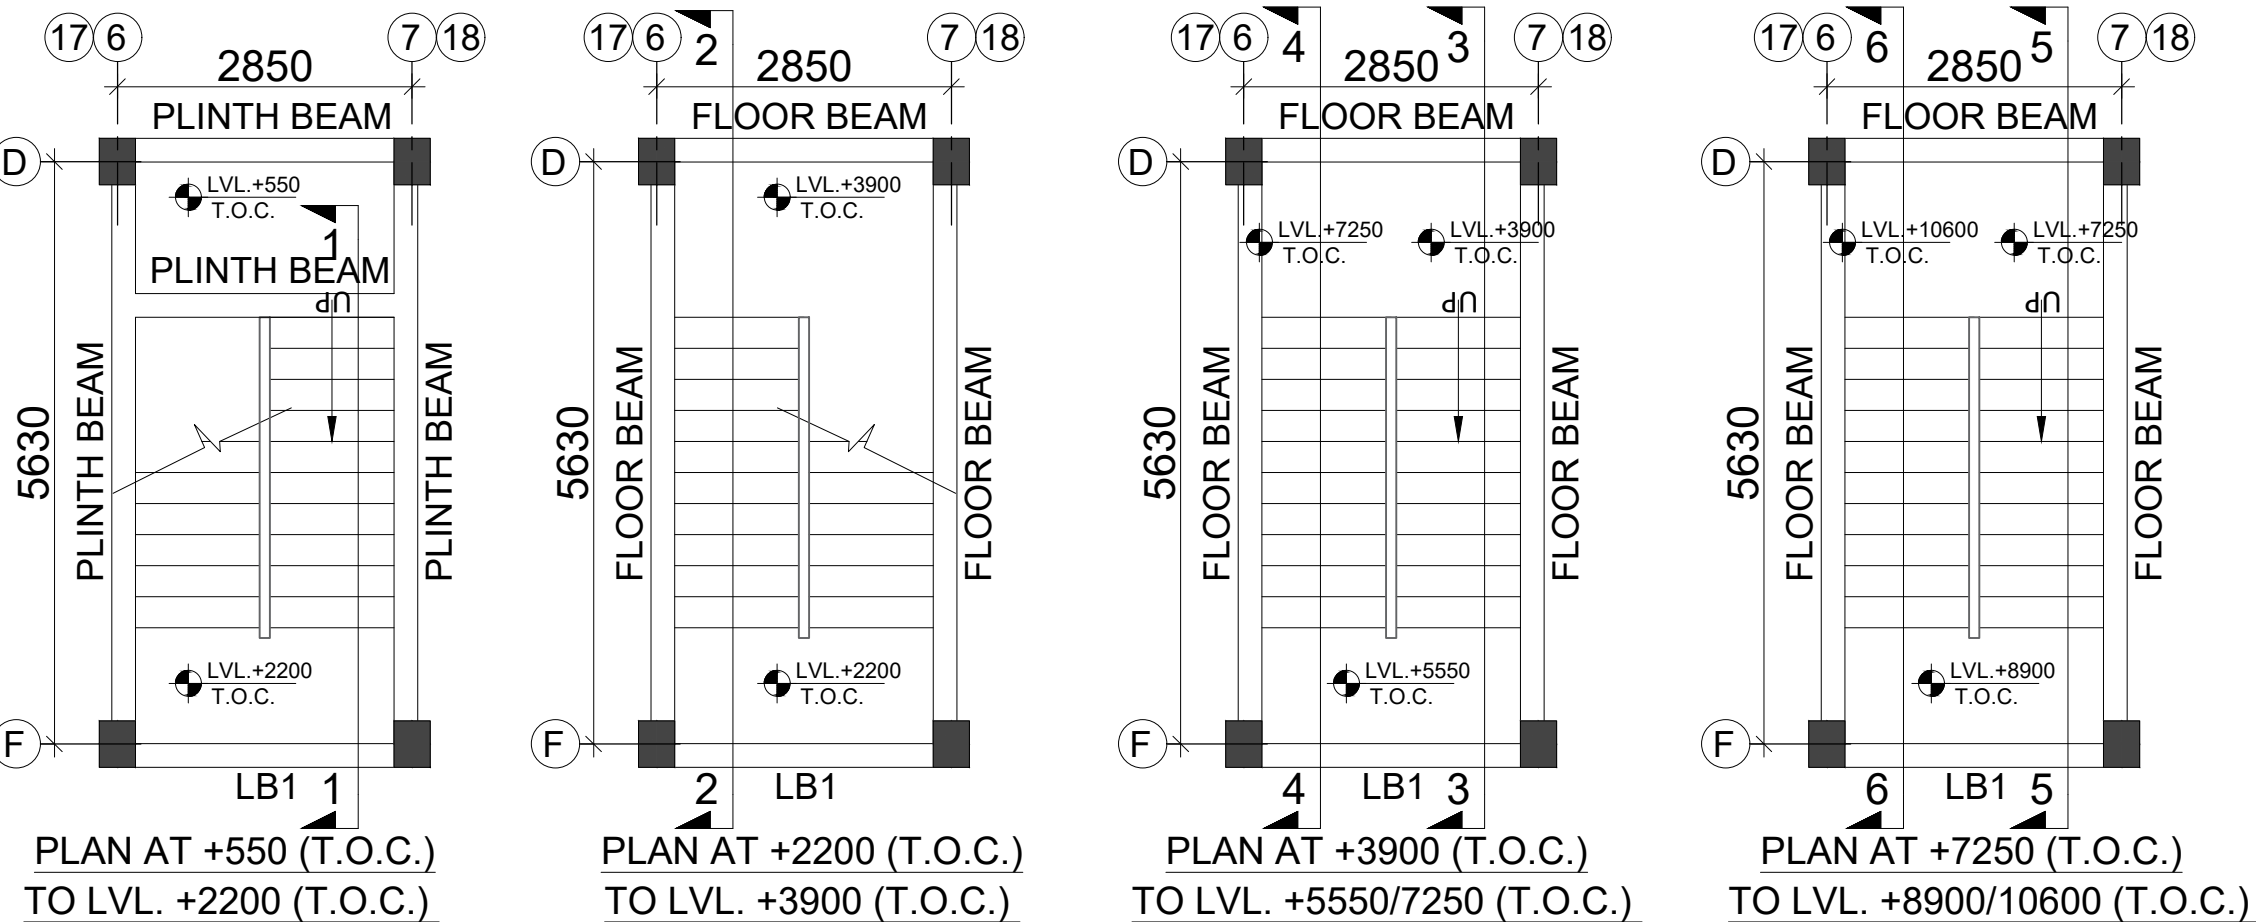 17 6 7 18
2850
PLINTH BEAM
D
LVL.+550
T.O.C.
1
PLINTH BEAM
UP
PLINTH BEAM
PLINTH BEAM
5630
LVL.+2200
T.O.C.
F
LB1 1
PLAN AT +550 (T.O.C.)
TO LVL. +2200 (T.O.C.)
17 6 2 7 18
2850
FLOOR BEAM
D
LVL.+3900
T.O.C.
FLOOR BEAM
FLOOR BEAM
5630
LVL.+2200
T.O.C.
F
2 LB1
PLAN AT +2200 (T.O.C.)
TO LVL. +3900 (T.O.C.)
17 6 4 3 7 18
2850
FLOOR BEAM
D
LVL.+7250
T.O.C.
LVL.+3900
T.O.C.
UP
FLOOR BEAM
FLOOR BEAM
5630
LVL.+5550
T.O.C.
F
4 LB1 3
PLAN AT +3900 (T.O.C.)
TO LVL. +5550/7250 (T.O.C.)
17 6 6 5 7 18
2850
FLOOR BEAM
D
LVL.+10600
T.O.C.
LVL.+7250
T.O.C.
UP
FLOOR BEAM
FLOOR BEAM
5630
LVL.+8900
T.O.C.
F
6 LB1 5
PLAN AT +7250 (T.O.C.)
TO LVL. +8900/10600 (T.O.C.)